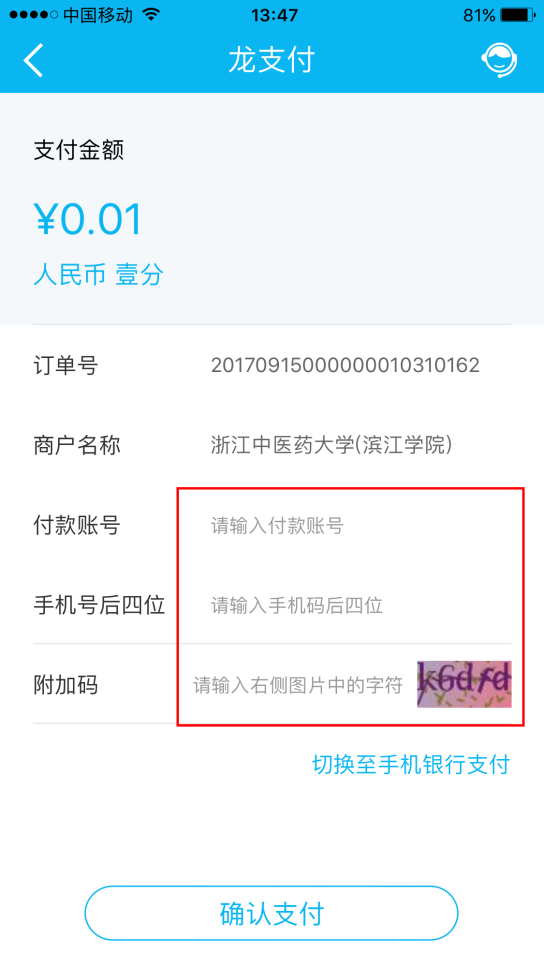 中国移动 13:47 81%
龙支付
支付金额
¥0.01
人民币 壹分
订单号 20170915000000010310162
商户名称 浙江中医药大学(滨江学院)
付款账号 请输入付款账号
手机号后四位 请输入手机码后四位
附加码 请输入右侧图片中的字符 k6dfd
切换至手机银行支付
确认支付